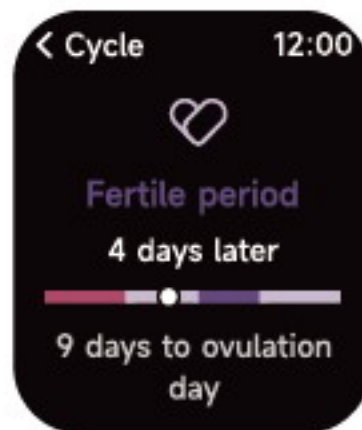 < Cycle 12:00
Fertile period
4 days later
9 days to ovulation
day